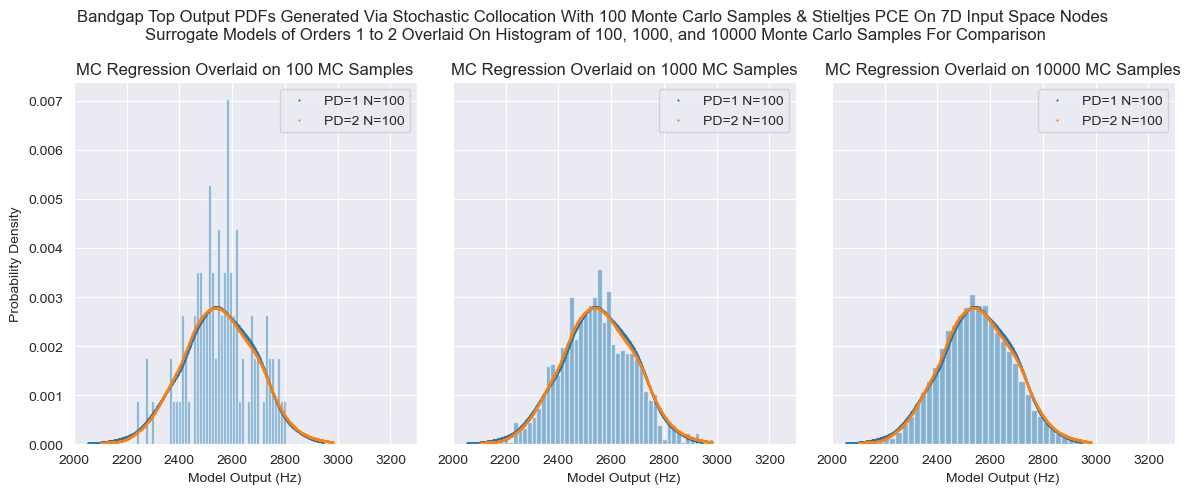 Bandgap Top Output PDFs Generated Via Stochastic Collocation With 100 Monte Carlo Samples & Stieltjes PCE On 7D Input Space Nodes
Surrogate Models of Orders 1 to 2 Overlaid On Histogram of 100, 1000, and 10000 Monte Carlo Samples For Comparison
MC Regression Overlaid on 100 MC Samples
PD=1 N=100
PD=2 N=100
0.007
0.006
0.005
0.004
0.003
0.002
0.001
0.000
Probability Density
2000 2200 2400 2600 2800 3000 3200
Model Output (Hz)
MC Regression Overlaid on 1000 MC Samples
PD=1 N=100
PD=2 N=100
2000 2200 2400 2600 2800 3000 3200
Model Output (Hz)
MC Regression Overlaid on 10000 MC Samples
PD=1 N=100
PD=2 N=100
2000 2200 2400 2600 2800 3000 3200
Model Output (Hz)